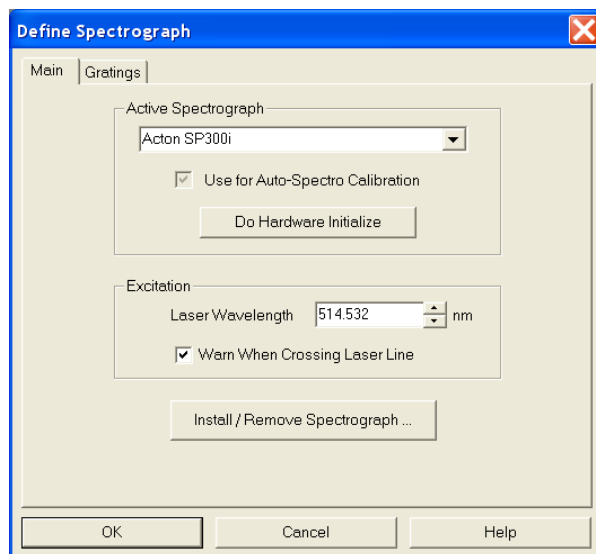 Define Spectrograph
Main
Gratings
Active Spectrograph
Acton SP300i
Use for Auto-Spectro Calibration
Do Hardware Initialize
Excitation
Laser Wavelength 514.532 nm
Warn When Crossing Laser Line
Install / Remove Spectrograph ...
OK Cancel Help